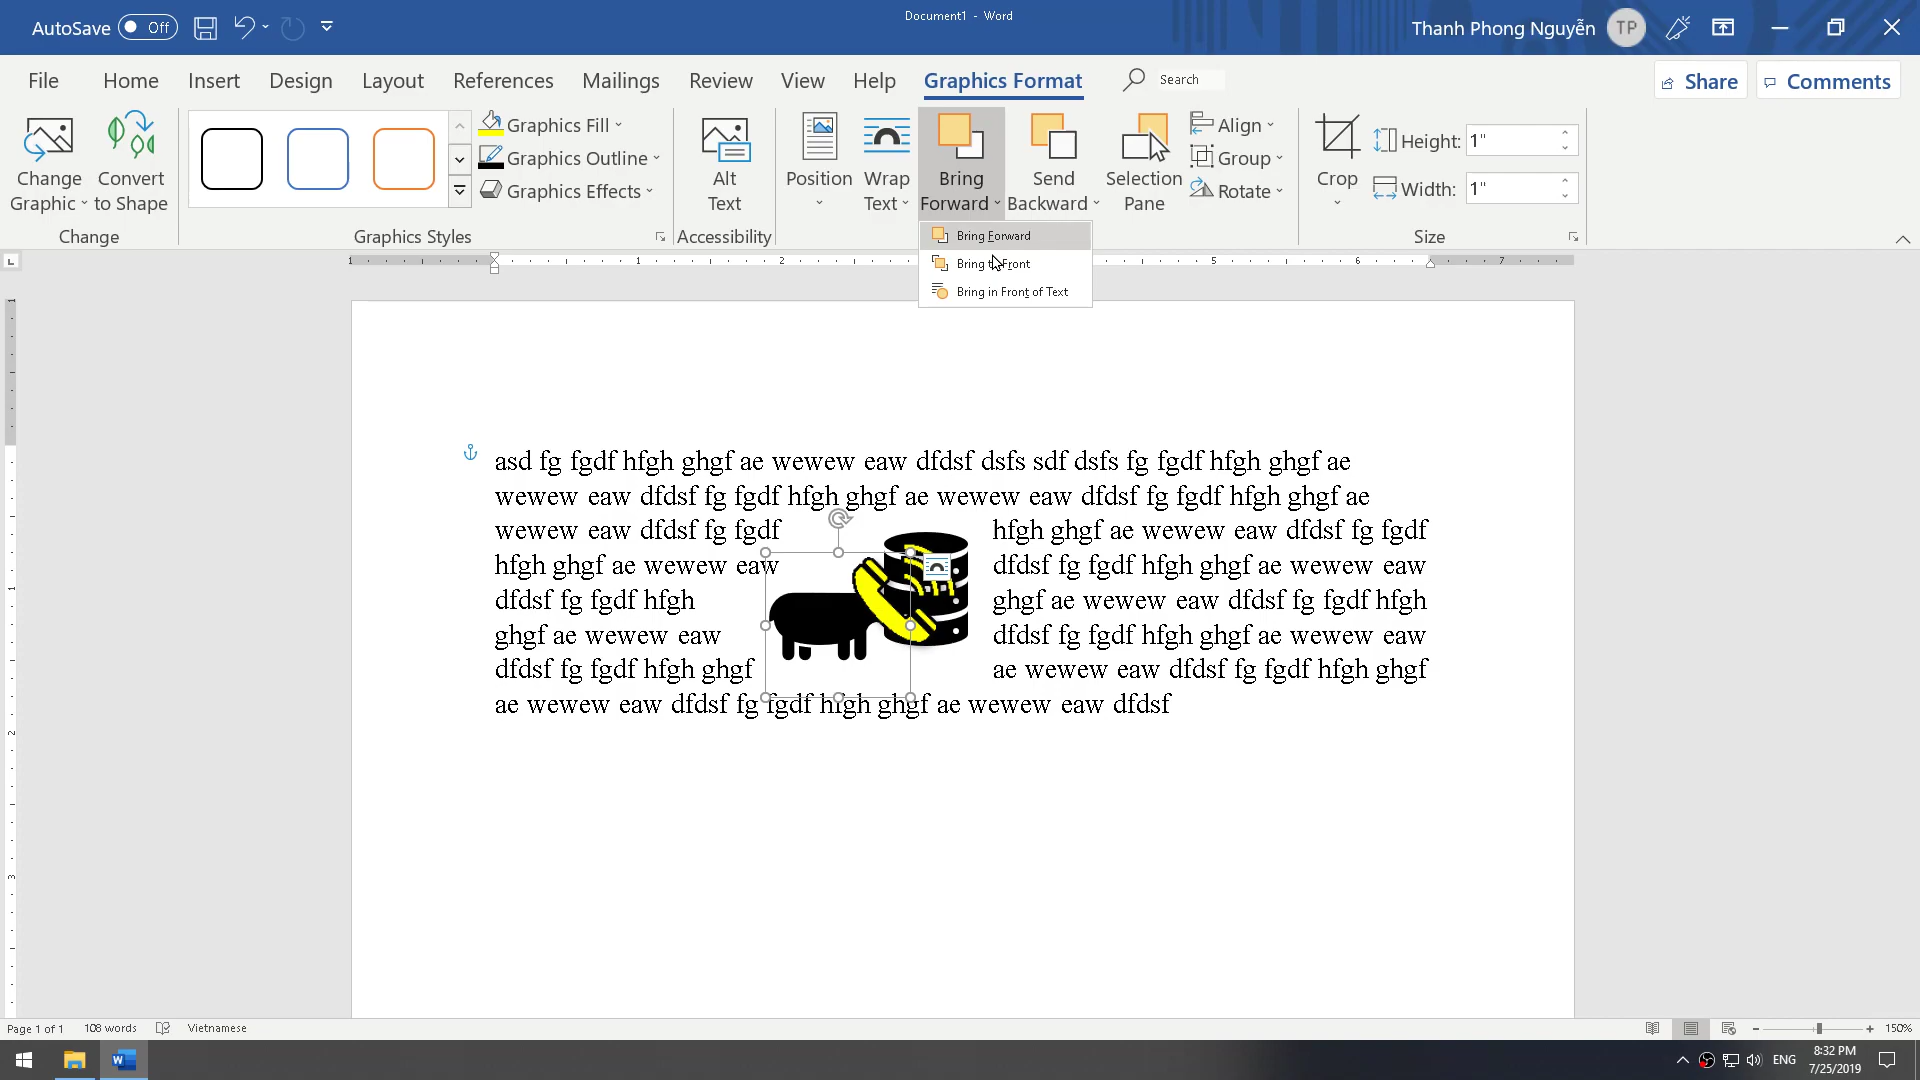 Document1 - Word
AutoSave Off
Thanh Phong Nguyễn TP
File Home Insert Design Layout References Mailings Review View Help Graphics Format Search Share Comments
Change Graphic
Convert to Shape
Change
Graphics Fill
Graphics Outline
Graphics Effects
Graphics Styles
Alt Text
Accessibility
Position
Wrap Text
Bring Forward
Send Backward
Selection Pane
Align
Group
Rotate
Crop
Height: 1"
Width: 1"
Size
Bring Forward
Bring to Front
Bring in Front of Text
1 2 5 6 7
1
1
2
3
asd fg fgdf hfgh ghgf ae wewew eaw dfdsf dsfs sdf dsfs fg fgdf hfgh ghgf ae
wewew eaw dfdsf fg fgdf hfgh ghgf ae wewew eaw dfdsf fg fgdf hfgh ghgf ae
wewew eaw dfdsf fg fgdf hfgh ghgf ae wewew eaw dfdsf fg fgdf
hfgh ghgf ae wewew eaw dfdsf fg fgdf hfgh ghgf ae wewew eaw
dfdsf fg fgdf hfgh ghgf ae wewew eaw dfdsf fg fgdf hfgh
ghgf ae wewew eaw dfdsf fg fgdf hfgh ghgf ae wewew eaw
dfdsf fg fgdf hfgh ghgf ae wewew eaw dfdsf fg fgdf hfgh ghgf
ae wewew eaw dfdsf fg fgdf hfgh ghgf ae wewew eaw dfdsf
Page 1 of 1 108 words Vietnamese 150%
ENG
8:32 PM
7/25/2019